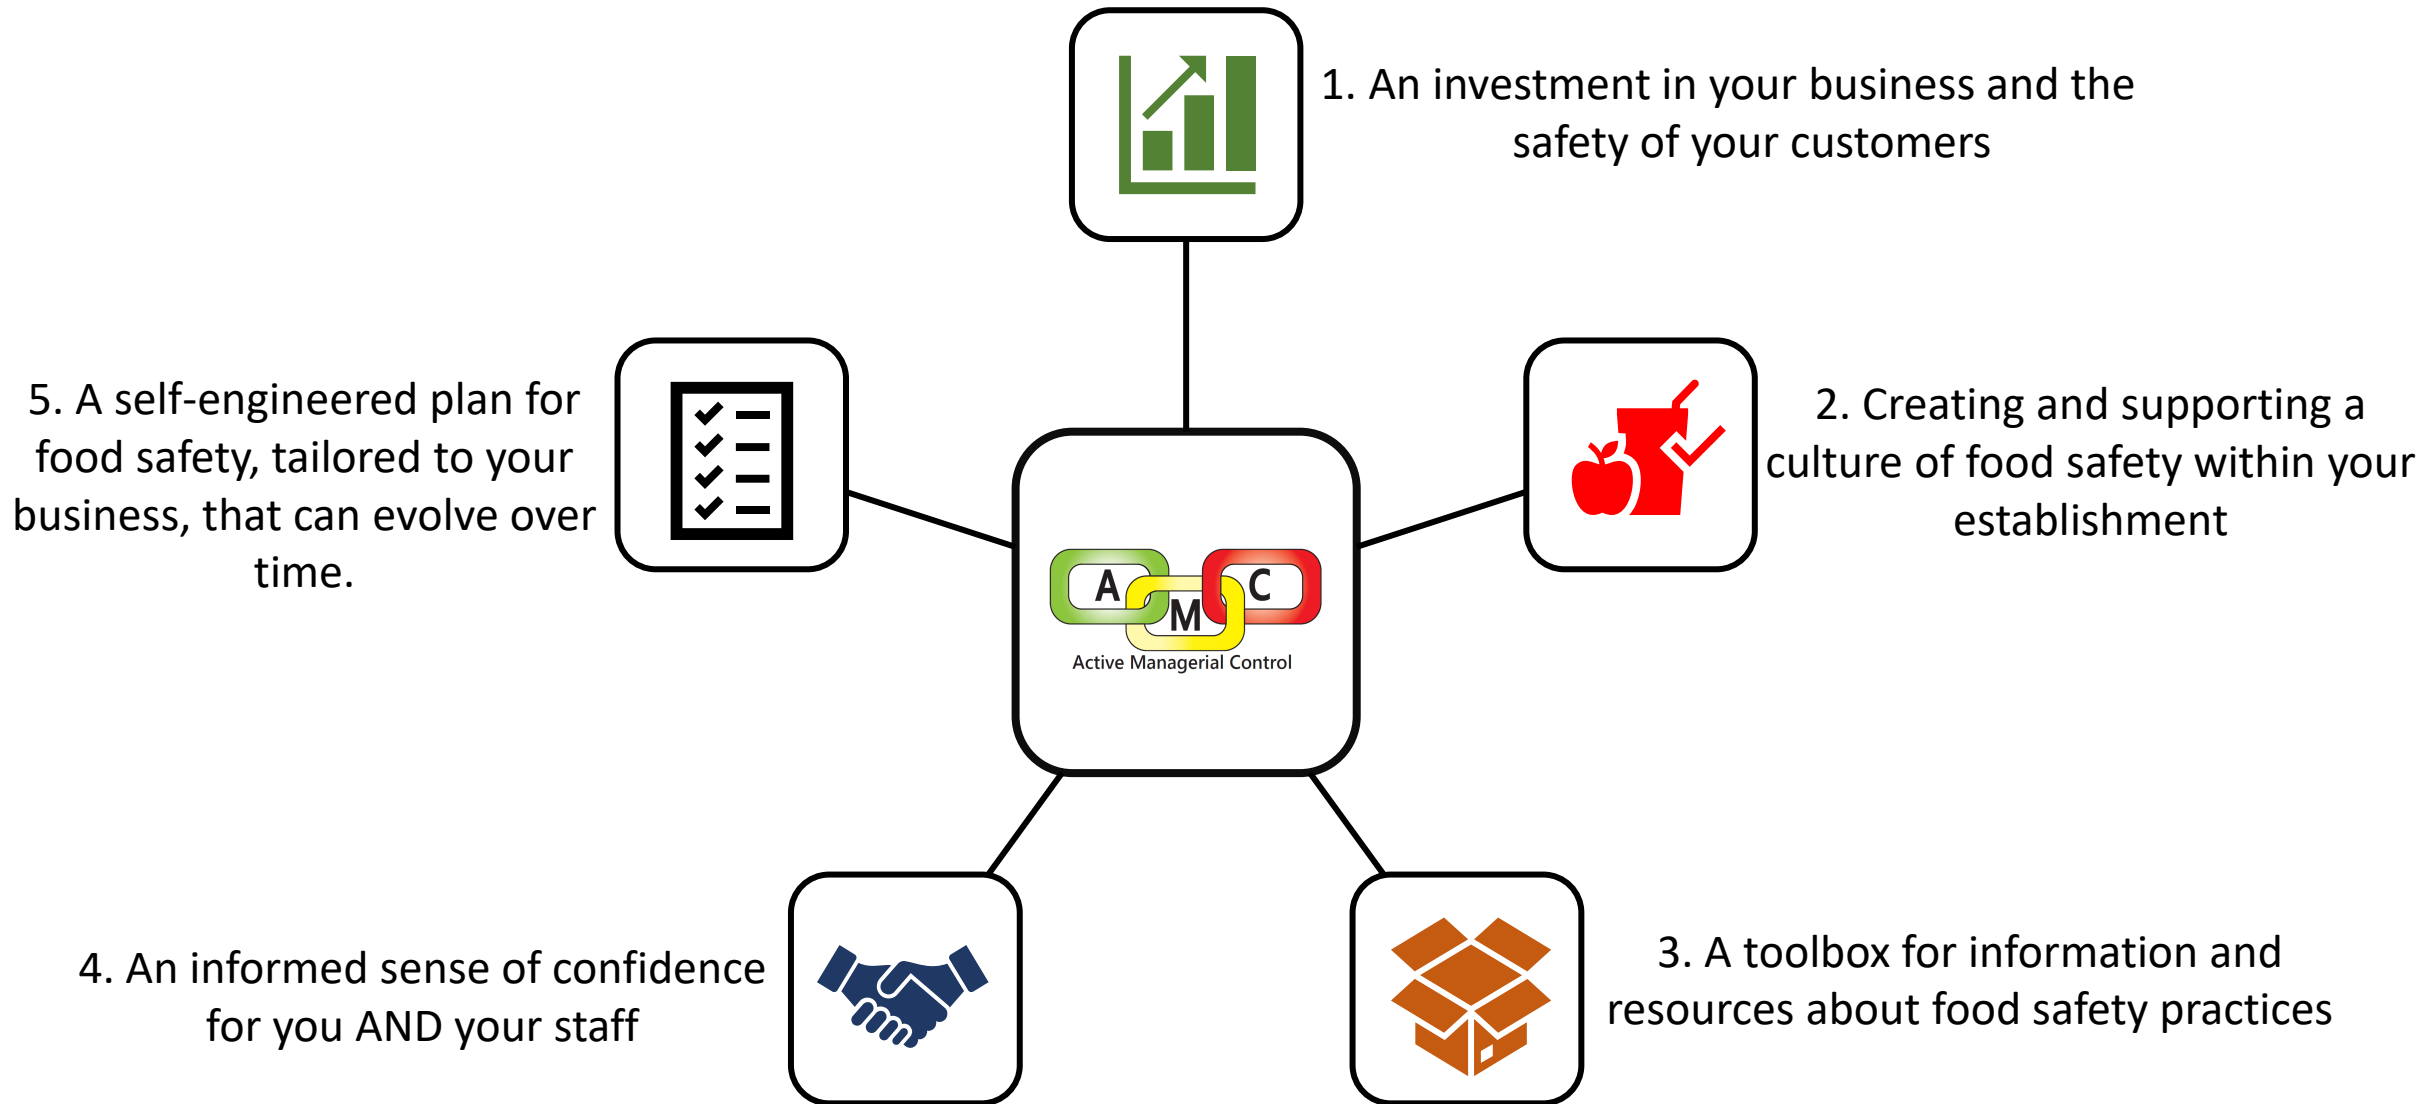 1. An investment in your business and the
safety of your customers
2. Creating and supporting a
culture of food safety within your
establishment
3. A toolbox for information and
resources about food safety practices
4. An informed sense of confidence
for you AND your staff
5. A self-engineered plan for
food safety, tailored to your
business, that can evolve over
time.
A M C
Active Managerial Control